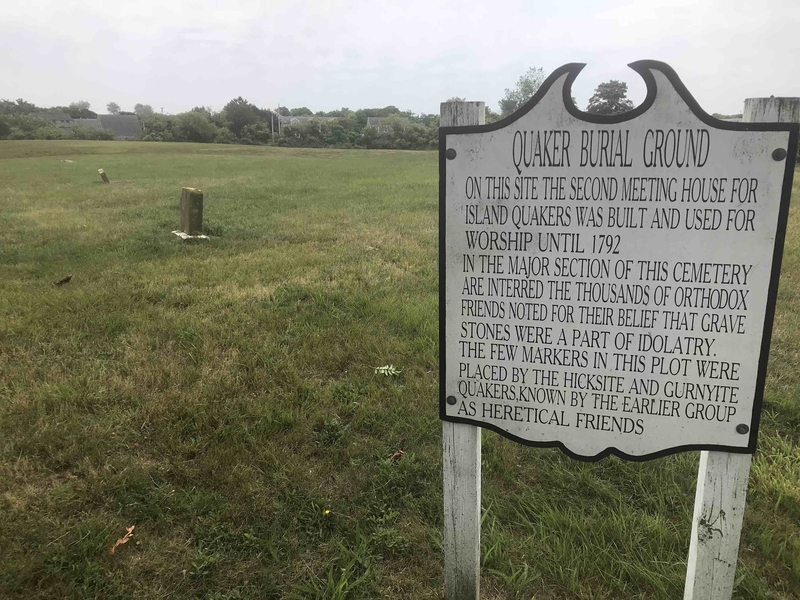 QUAKER BURIAL GROUND
ON THIS SITE THE SECOND MEETING HOUSE FOR
ISLAND QUAKERS WAS BUILT AND USED FOR
WORSHIP UNTIL 1792
IN THE MAJOR SECTION OF THIS CEMETERY
ARE INTERRED THE THOUSANDS OF ORTHODOX
FRIENDS NOTED FOR THEIR BELIEF THAT GRAVE
STONES WERE A PART OF IDOLATRY.
THE FEW MARKERS IN THIS PLOT WERE
PLACED BY THE HICKSITE AND GURNYITE
QUAKERS,KNOWN BY THE EARLIER GROUP
AS HERETICAL FRIENDS